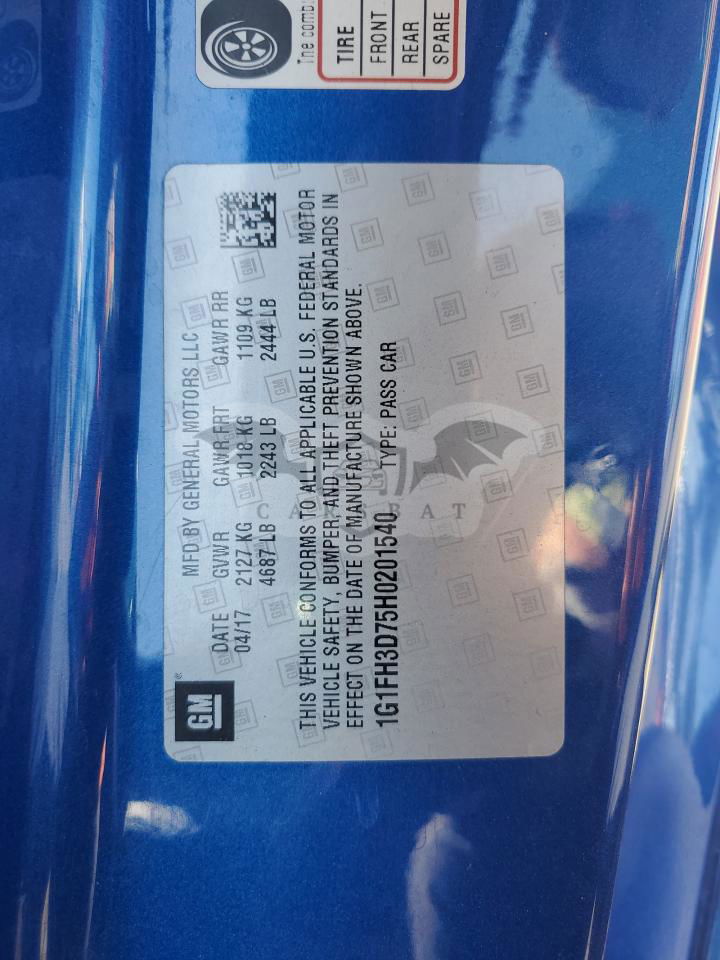 The comb
TIRE
FRONT
REAR
SPARE
GM
MFD BY GENERAL MOTORS LLC
DATE GVWR GAWR FRT GAWR RR
04/17 2127 KG 1018 KG 1109 KG
4687 LB 2243 LB 2444 LB
THIS VEHICLE CONFORMS TO ALL APPLICABLE U.S. FEDERAL MOTOR
VEHICLE SAFETY, BUMPER, AND THEFT PREVENTION STANDARDS IN
EFFECT ON THE DATE OF MANUFACTURE SHOWN ABOVE.
1G1FH3D75H0201540 TYPE: PASS CAR
CARSBAT